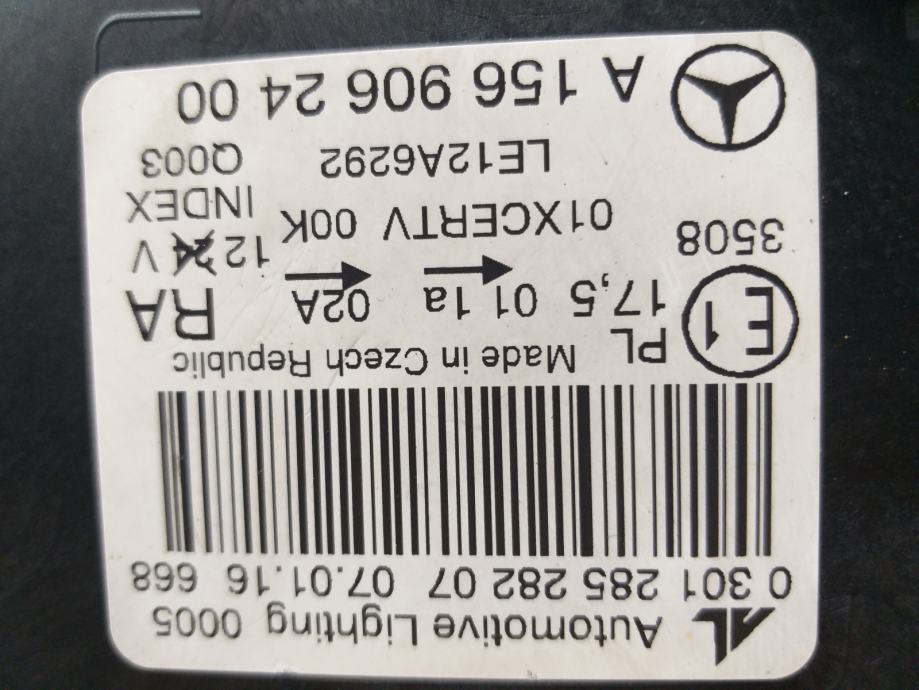 AL Automotive Lighting 0005
0 301 285 282 07 07.01.16 668
Made in Czech Republic
E1 PL 17,5 01 1a 02A RA
12 24 V
3508 01XCERTV 00K INDEX
LE12A6292 Q003
A 156 906 24 00